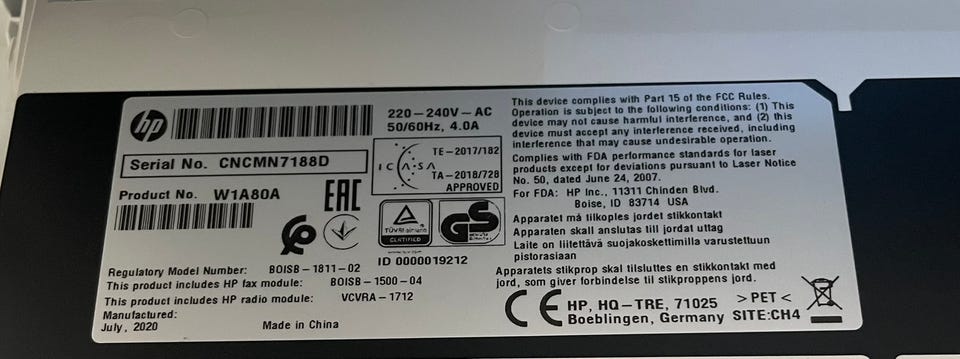 hp
220-240V-AC
50/60Hz, 4.0A
Serial No. CNCMN7188D
ICASA
TE-2017/182
TA-2018/728
APPROVED
Product No. W1A80A
EAC
TÜVRheinland
CERTIFIED
GS
ID 0000019212
Regulatory Model Number: BOISB-1811-02
This product includes HP fax module: BOISB-1500-04
This product includes HP radio module: VCVRA-1712
Manufactured:
July, 2020 Made in China
This device complies with Part 15 of the FCC Rules.
Operation is subject to the following conditions: (1) This
device may not cause harmful interference, and (2) this
device must accept any interference received, including
interference that may cause undesirable operation.
Complies with FDA performance standards for laser
products except for deviations pursuant to Laser Notice
No. 50, dated June 24, 2007.
For FDA: HP Inc., 11311 Chinden Blvd.
Boise, ID 83714 USA
Apparatet må tilkoples jordet stikkontakt
Apparaten skall anslutas till jordat uttag
Laite on liitettävä suojakoskettimilla varustettuun
pistorasiaan
Apparatets stikprop skal tilsluttes en stikkontakt med
jord, som giver forbindelse til stikproppens jord.
CE HP, HQ-TRE, 71025 >PET<
Boeblingen, Germany SITE:CH4